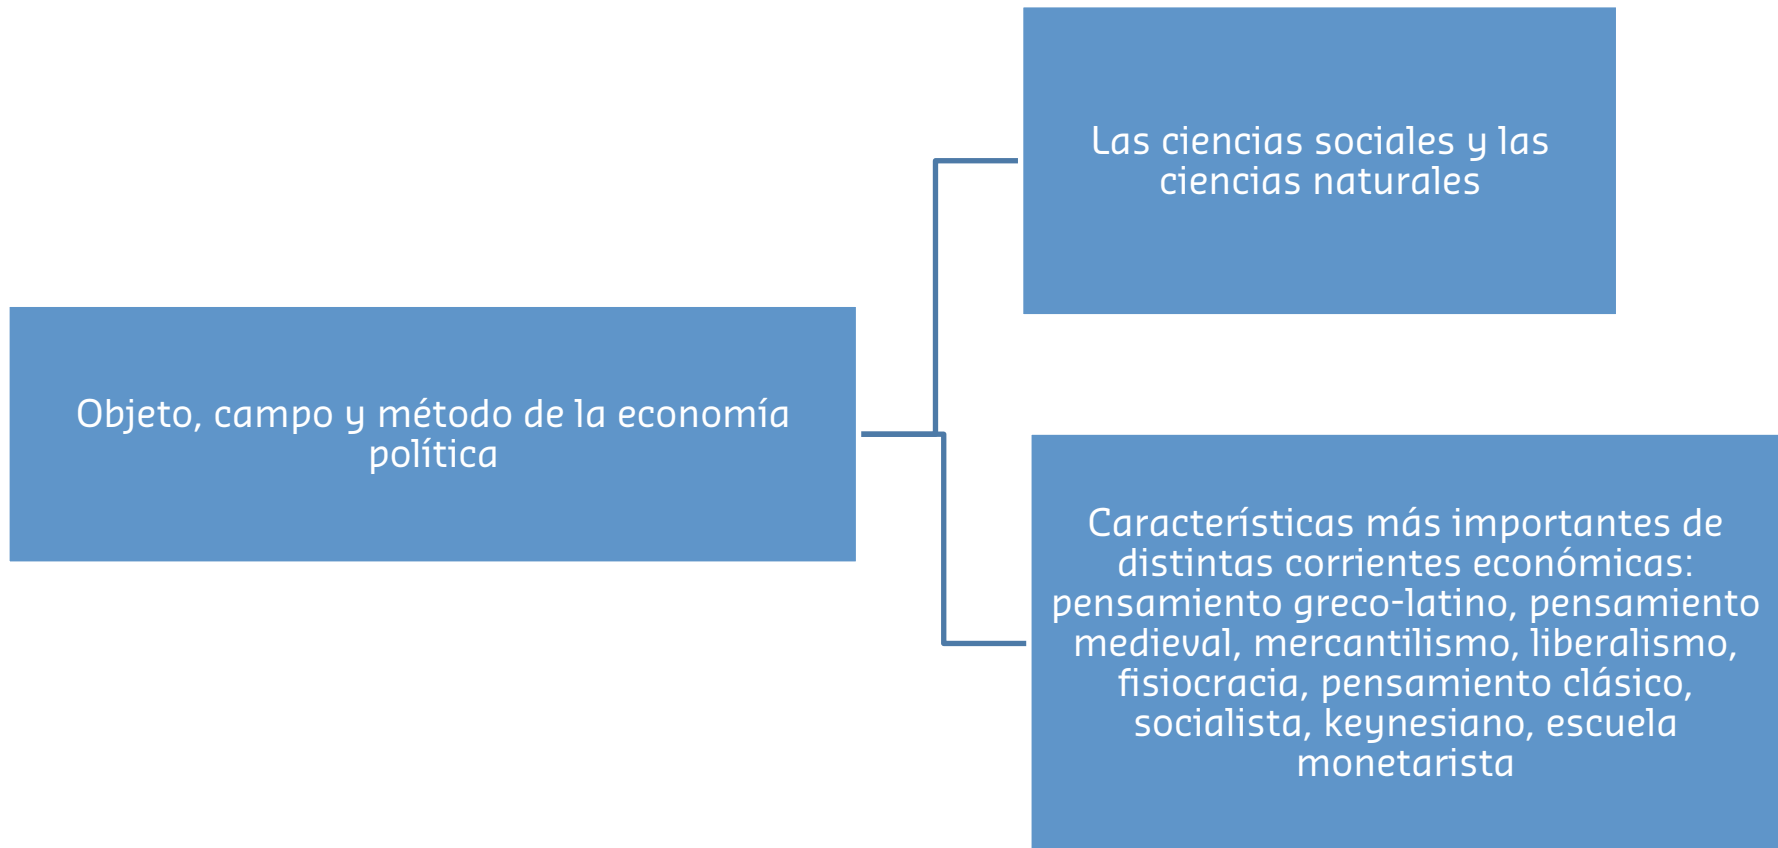 Las ciencias sociales y las
ciencias naturales
Objeto, campo y método de la economía
política
Características más importantes de
distintas corrientes económicas:
pensamiento greco-latino, pensamiento
medieval, mercantilismo, liberalismo,
fisiocracia, pensamiento clásico,
socialista, keynesiano, escuela
monetarista